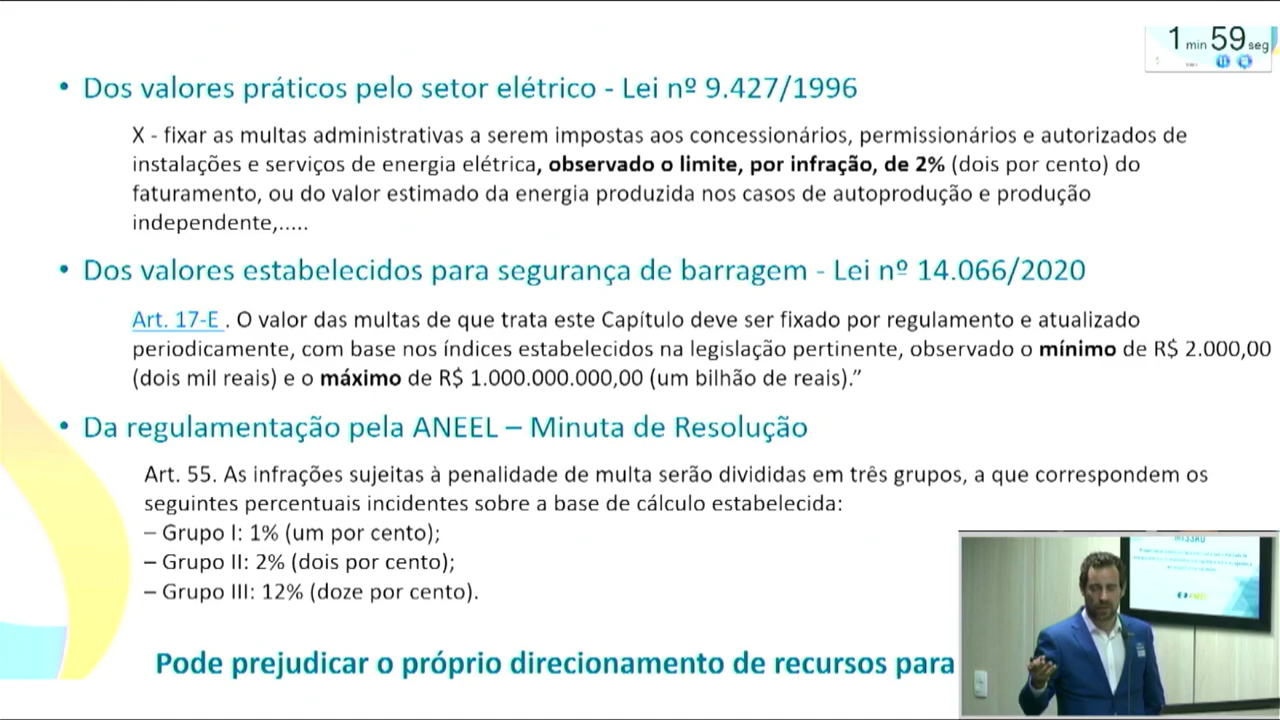 1 min 59 seg
• Dos valores práticos pelo setor elétrico - Lei nº 9.427/1996
X - fixar as multas administrativas a serem impostas aos concessionários, permissionários e autorizados de
instalações e serviços de energia elétrica, observado o limite, por infração, de 2% (dois por cento) do
faturamento, ou do valor estimado da energia produzida nos casos de autoprodução e produção
independente,.....
• Dos valores estabelecidos para segurança de barragem - Lei nº 14.066/2020
Art. 17-E . O valor das multas de que trata este Capítulo deve ser fixado por regulamento e atualizado
periodicamente, com base nos índices estabelecidos na legislação pertinente, observado o mínimo de R$ 2.000,00
(dois mil reais) e o máximo de R$ 1.000.000.000,00 (um bilhão de reais).”
• Da regulamentação pela ANEEL – Minuta de Resolução
Art. 55. As infrações sujeitas à penalidade de multa serão divididas em três grupos, a que correspondem os
seguintes percentuais incidentes sobre a base de cálculo estabelecida:
– Grupo I: 1% (um por cento);
– Grupo II: 2% (dois por cento);
– Grupo III: 12% (doze por cento).
Pode prejudicar o próprio direcionamento de recursos para